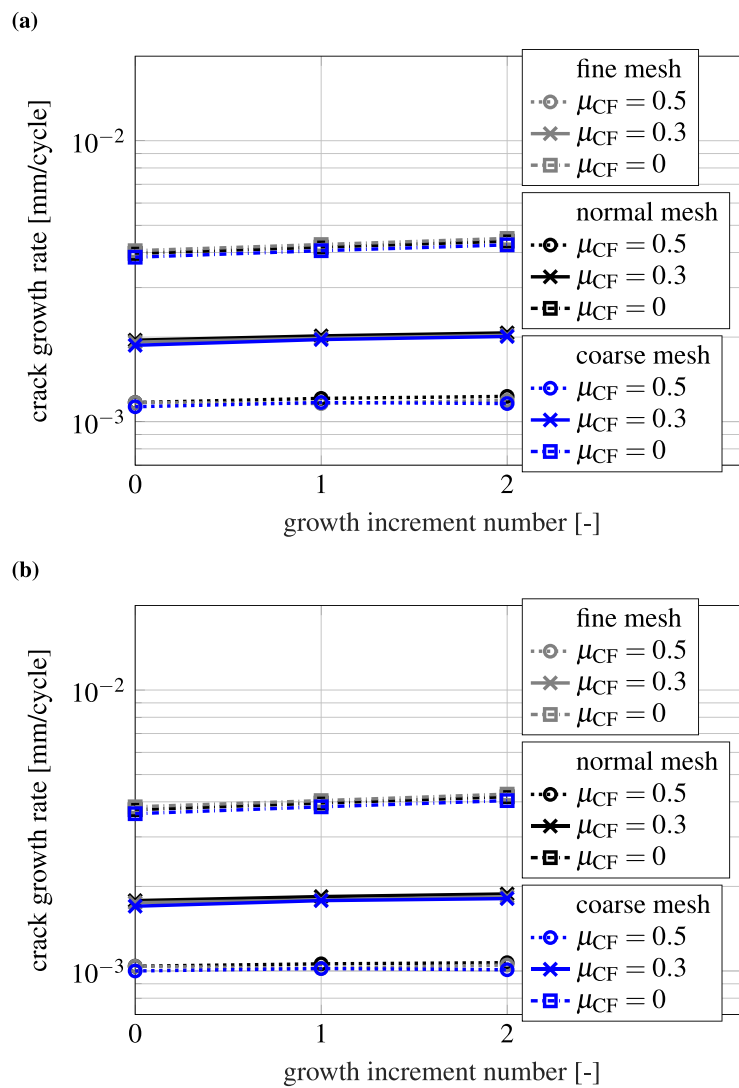 (a)
fine mesh
μCF = 0.5
μCF = 0.3
μCF = 0
normal mesh
μCF = 0.5
μCF = 0.3
μCF = 0
coarse mesh
μCF = 0.5
μCF = 0.3
μCF = 0
crack growth rate [mm/cycle]
10−2
10−3
0 1 2
growth increment number [-]
(b)
fine mesh
μCF = 0.5
μCF = 0.3
μCF = 0
normal mesh
μCF = 0.5
μCF = 0.3
μCF = 0
coarse mesh
μCF = 0.5
μCF = 0.3
μCF = 0
crack growth rate [mm/cycle]
10−2
10−3
0 1 2
growth increment number [-]